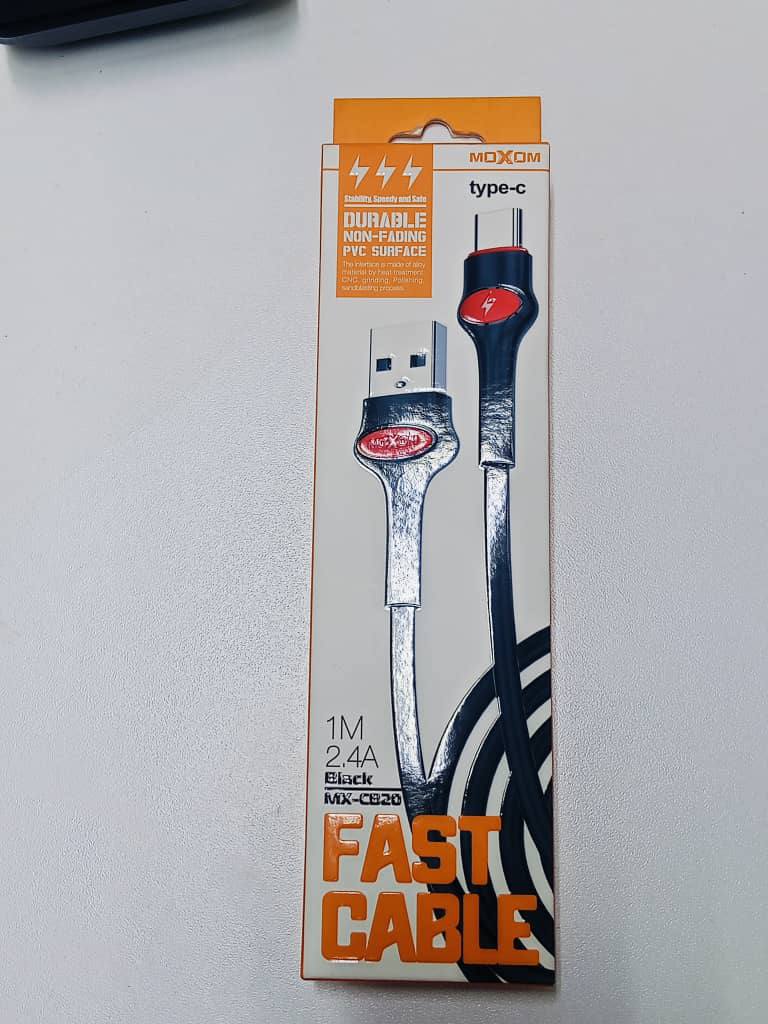 MOXOM
type-c
Stability, Speedy and Safe
DURABLE
NON-FADING
PVC SURFACE
The interface is made of alloy
material by heat treatment,
CNC, grinding, Polishing,
sandblasting process.
MOXOM
1M
2.4A
Black
MX-CB20
FAST
CABLE